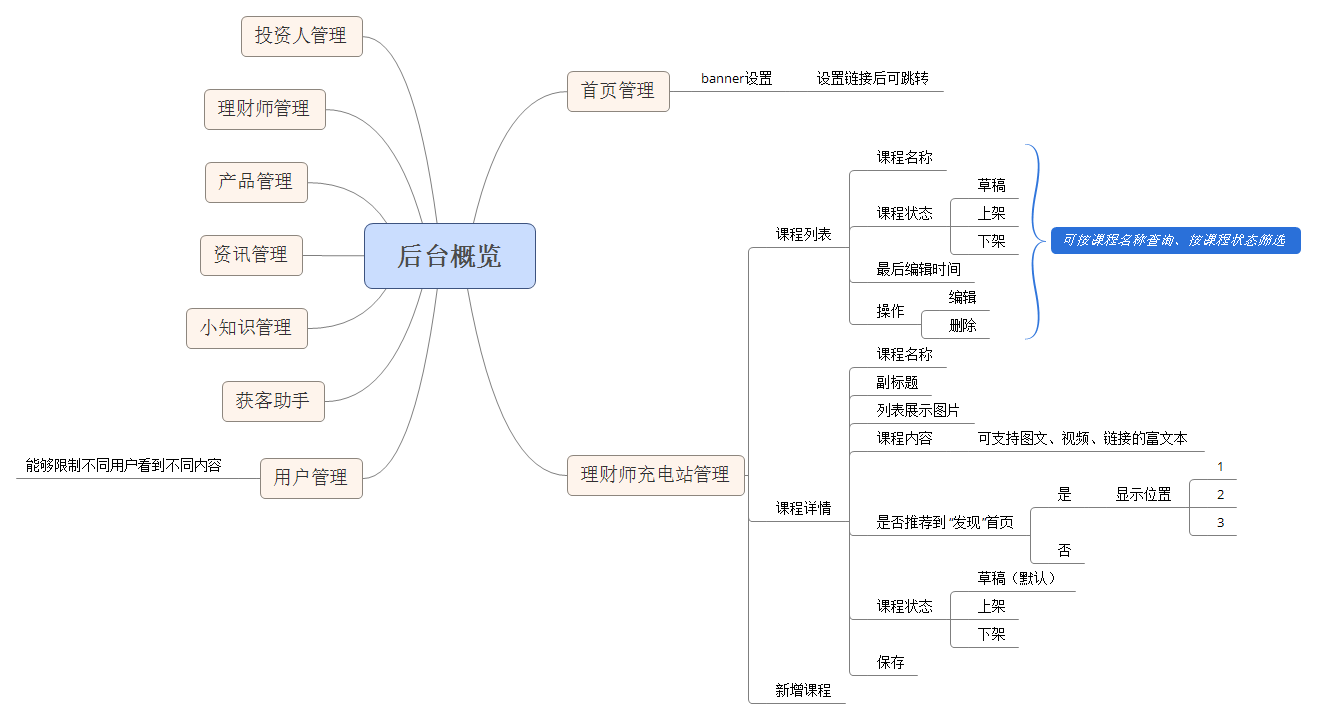 后台概览
首页管理
banner设置
设置链接后可跳转
理财师充电站管理
课程列表
课程名称
课程状态
草稿
上架
下架
最后编辑时间
操作
编辑
删除
可按课程名称查询、按课程状态筛选
课程详情
课程名称
副标题
列表展示图片
课程内容
可支持图文、视频、链接的富文本
是否推荐到“发现”首页
是
显示位置
1
2
3
否
课程状态
草稿（默认）
上架
下架
保存
新增课程
投资人管理
理财师管理
产品管理
资讯管理
小知识管理
获客助手
用户管理
能够限制不同用户看到不同内容